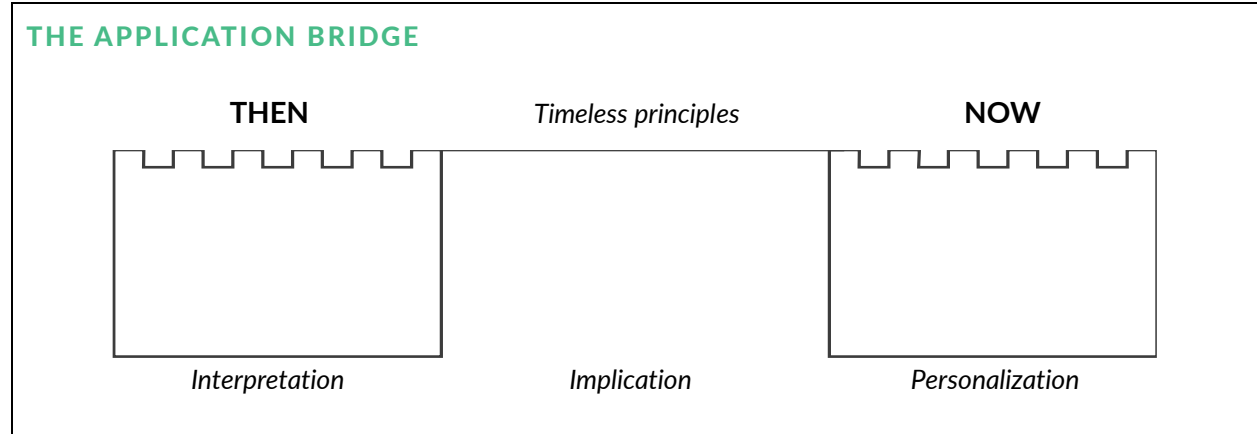 THE APPLICATION BRIDGE
THEN Timeless principles NOW
Interpretation Implication Personalization